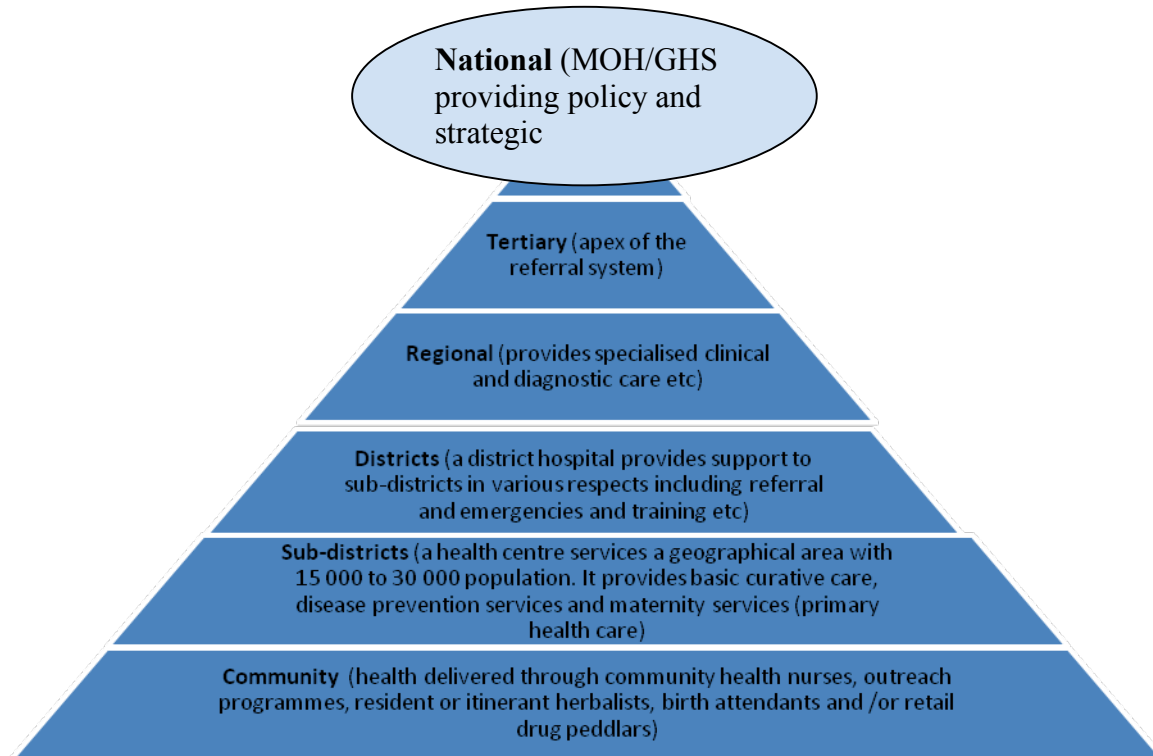 National (MOH/GHS
providing policy and
strategic
Tertiary (apex of the
referral system)
Regional (provides specialised clinical
and diagnostic care etc)
Districts (a district hospital provides support to
sub-districts in various respects including referral
and emergencies and training etc)
Sub-districts (a health centre services a geographical area with
15 000 to 30 000 population. It provides basic curative care,
disease prevention services and maternity services (primary
health care)
Community (health delivered through community health nurses, outreach
programmes, resident or itinerant herbalists, birth attendants and /or retail
drug peddlars)